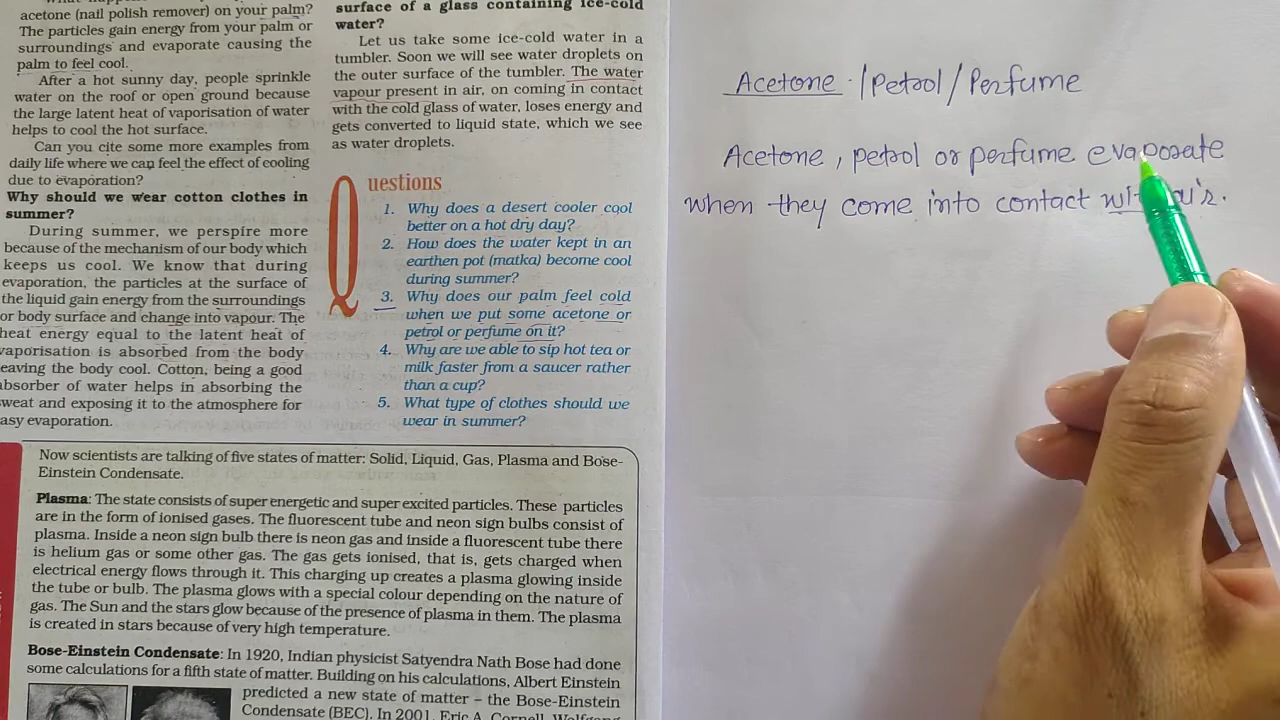 acetone (nail polish remover) on your palm?
The particles gain energy from your palm or
surroundings and evaporate causing the
palm to feel cool.
After a hot sunny day, people sprinkle
water on the roof or open ground because
the large latent heat of vaporisation of water
helps to cool the hot surface.
Can you cite some more examples from
daily life where we can feel the effect of cooling
due to evaporation?
Why should we wear cotton clothes in
summer?
During summer, we perspire more
because of the mechanism of our body which
keeps us cool. We know that during
evaporation, the particles at the surface of
the liquid gain energy from the surroundings
or body surface and change into vapour. The
heat energy equal to the latent heat of
vaporisation is absorbed from the body
eaving the body cool. Cotton, being a good
absorber of water helps in absorbing the
sweat and exposing it to the atmosphere for
easy evaporation.
surface of a glass containing ice-cold
water?
Let us take some ice-cold water in a
tumbler. Soon we will see water droplets on
the outer surface of the tumbler. The water
vapour present in air, on coming in contact
with the cold glass of water, loses energy and
gets converted to liquid state, which we see
as water droplets.
Questions
1. Why does a desert cooler cool
better on a hot dry day?
2. How does the water kept in an
earthen pot (matka) become cool
during summer?
3. Why does our palm feel cold
when we put some acetone or
petrol or perfume on it?
4. Why are we able to sip hot tea or
milk faster from a saucer rather
than a cup?
5. What type of clothes should we
wear in summer?
Now scientists are talking of five states of matter: Solid, Liquid, Gas, Plasma and Bose-
Einstein Condensate.
Plasma: The state consists of super energetic and super excited particles. These particles
are in the form of ionised gases. The fluorescent tube and neon sign bulbs consist of
plasma. Inside a neon sign bulb there is neon gas and inside a fluorescent tube there
is helium gas or some other gas. The gas gets ionised, that is, gets charged when
electrical energy flows through it. This charging up creates a plasma glowing inside
the tube or bulb. The plasma glows with a special colour depending on the nature of
gas. The Sun and the stars glow because of the presence of plasma in them. The plasma
is created in stars because of very high temperature.
Bose-Einstein Condensate: In 1920, Indian physicist Satyendra Nath Bose had done
some calculations for a fifth state of matter. Building on his calculations, Albert Einstein
predicted a new state of matter – the Bose-Einstein
Condensate (BEC). In 2001, Eric A. Cornell, Wolfgang
Acetone /Petrol/Perfume
Acetone, petrol or perfume evaporate
when they come into contact